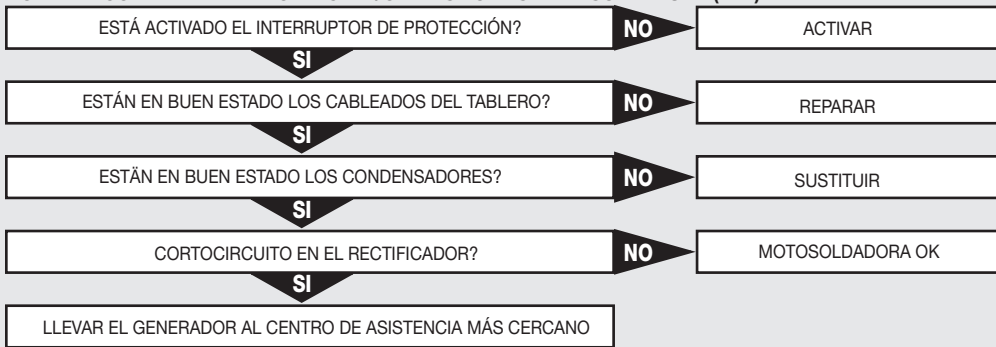 ESTÁ ACTIVADO EL INTERRUPTOR DE PROTECCIÓN? NO ACTIVAR
SI
ESTÁN EN BUEN ESTADO LOS CABLEADOS DEL TABLERO? NO REPARAR
SI
ESTÄN EN BUEN ESTADO LOS CONDENSADORES? NO SUSTITUIR
SI
CORTOCIRCUITO EN EL RECTIFICADOR? NO MOTOSOLDADORA OK
SI
LLEVAR EL GENERADOR AL CENTRO DE ASISTENCIA MÁS CERCANO